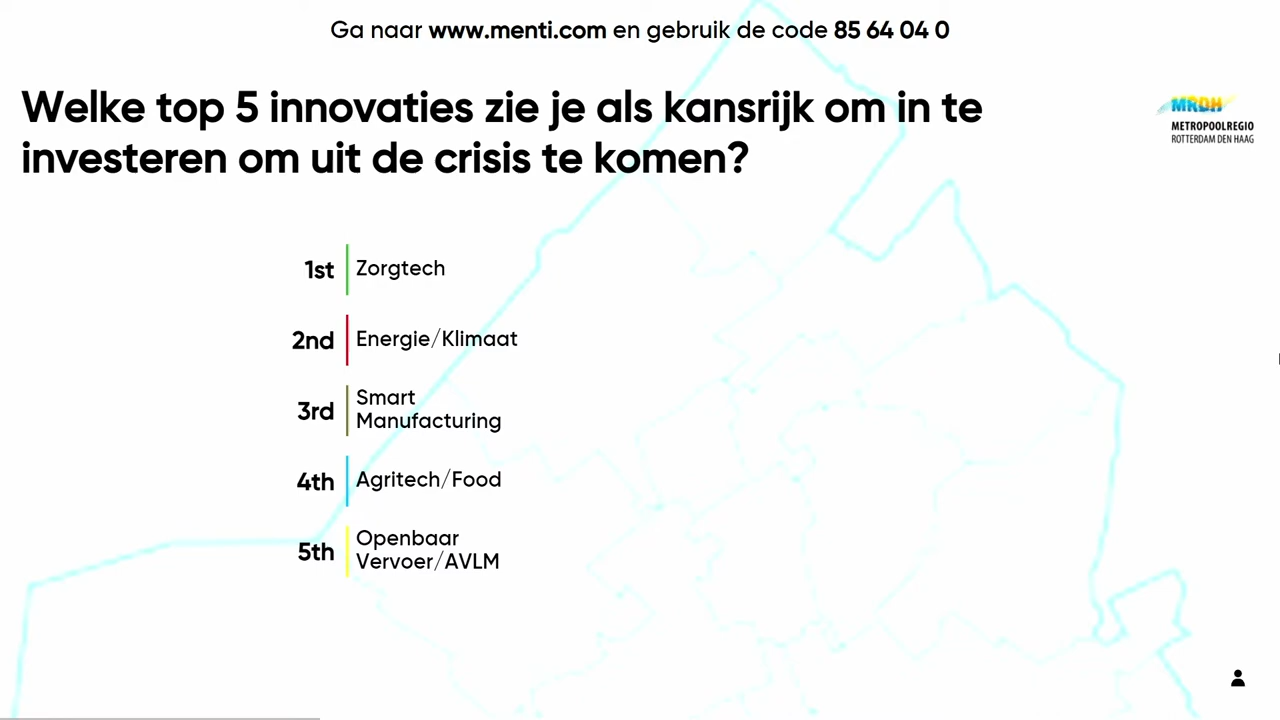 Ga naar www.menti.com en gebruik de code 85 64 04 0
Welke top 5 innovaties zie je als kansrijk om in te
investeren om uit de crisis te komen?
MRDH
METROPOOLREGIO
ROTTERDAM DEN HAAG
1st
Zorgtech
2nd
Energie/Klimaat
3rd
Smart
Manufacturing
4th
Agritech/Food
5th
Openbaar
Vervoer/AVLM